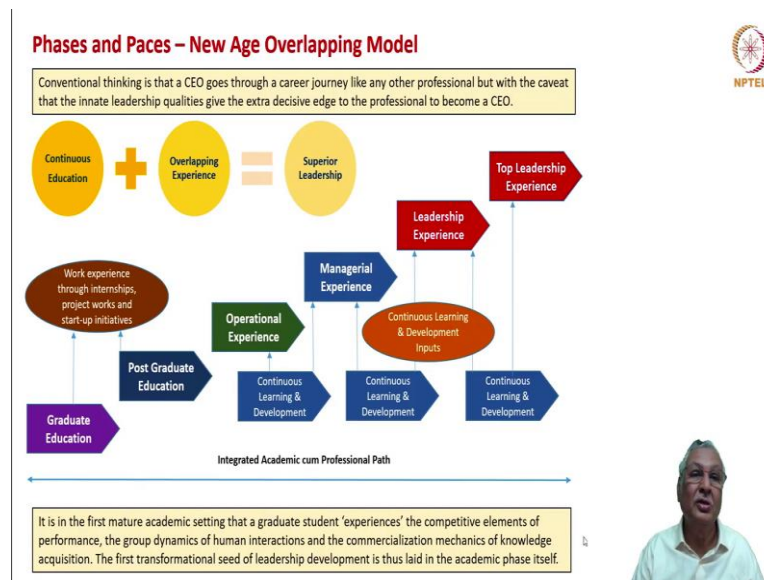 Phases and Paces – New Age Overlapping Model
NPTEL
Conventional thinking is that a CEO goes through a career journey like any other professional but with the caveat
that the innate leadership qualities give the extra decisive edge to the professional to become a CEO.
Continuous
Education
Overlapping
Experience
Superior
Leadership
Top Leadership
Experience
Leadership
Experience
Managerial
Experience
Work experience
through internships,
project works and
start-up initiatives
Operational
Experience
Continuous Learning
& Development
Inputs
Post Graduate
Education
Continuous
Learning &
Development
Continuous
Learning &
Development
Continuous
Learning &
Development
Graduate
Education
Integrated Academic cum Professional Path
It is in the first mature academic setting that a graduate student ‘experiences’ the competitive elements of
performance, the group dynamics of human interactions and the commercialization mechanics of knowledge
acquisition. The first transformational seed of leadership development is thus laid in the academic phase itself.